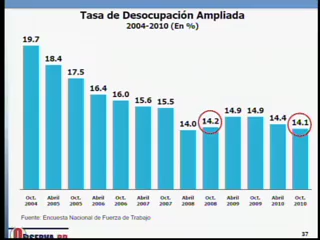 Tasa de Desocupación Ampliada
2004-2010 (En %)
19.7
18.4
17.5
16.4
16.0
15.6
15.5
14.0
14.2
14.9
14.9
14.4
14.1
Oct. 2004
Abril 2005
Oct. 2005
Abril 2006
Oct. 2006
Abril 2007
Oct. 2007
Abril 2008
Oct. 2008
Abril 2009
Oct. 2009
Abril 2010
Oct. 2010
Fuente: Encuesta Nacional de Fuerza de Trabajo
37